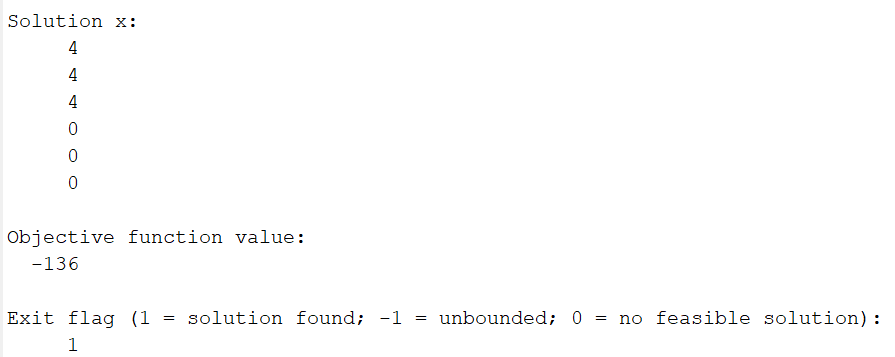 Solution x:
4
4
4
0
0
0
Objective function value:
-136
Exit flag (1 = solution found; -1 = unbounded; 0 = no feasible solution):
1